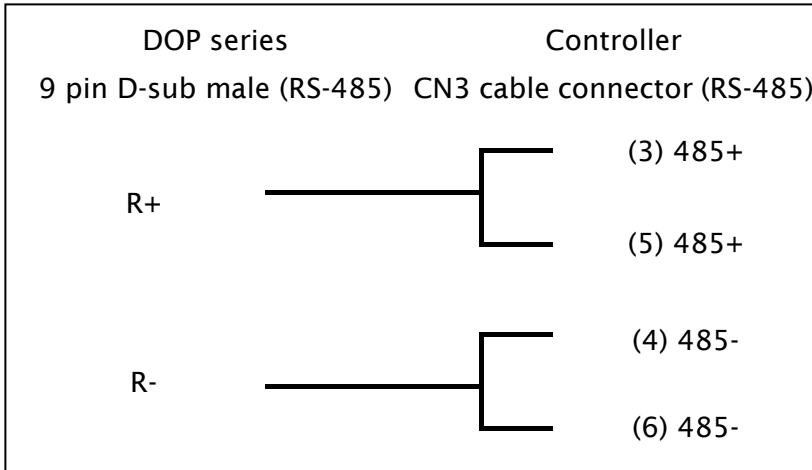 DOP series Controller
9 pin D-sub male (RS-485) CN3 cable connector (RS-485)
(3) 485+
R+
(5) 485+
(4) 485-
R-
(6) 485-